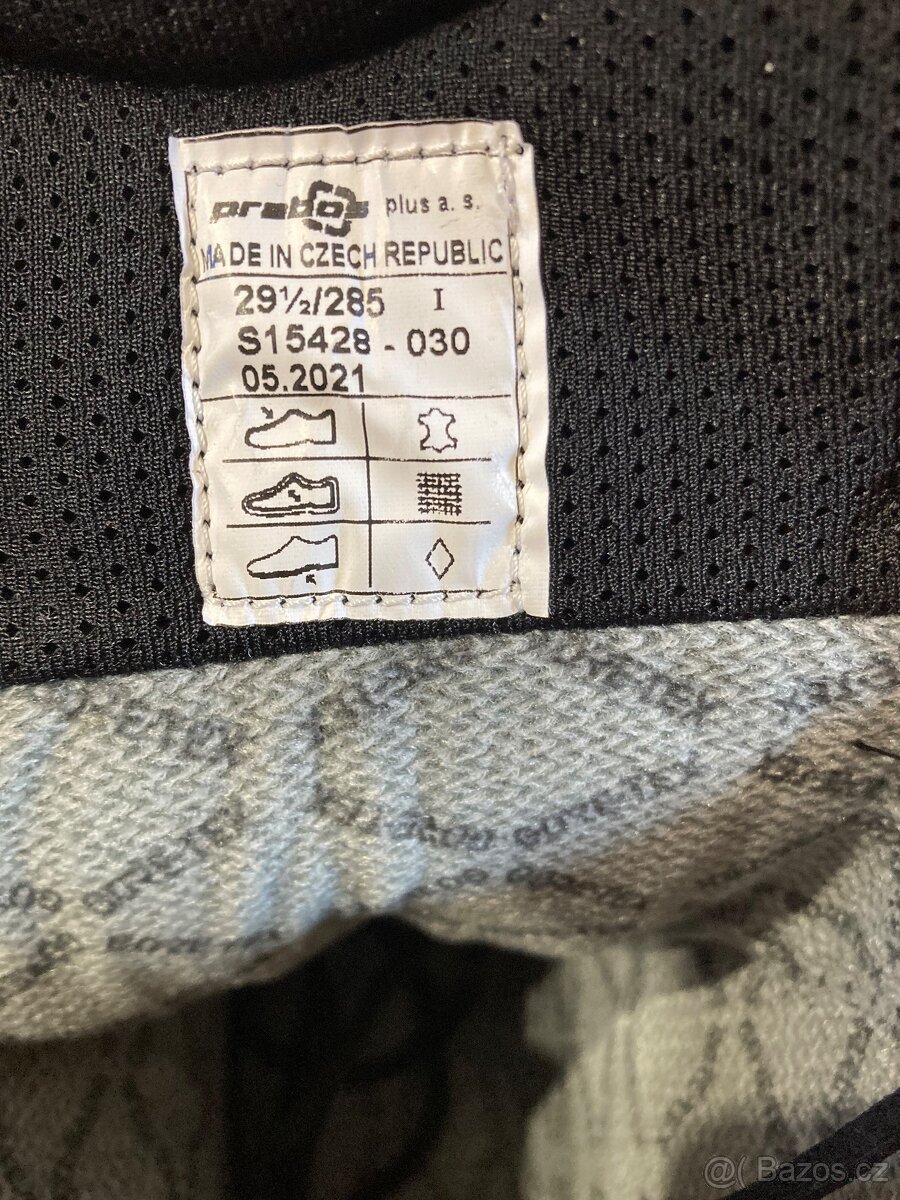 prabos plus a. s.
MADE IN CZECH REPUBLIC
29½/285 I
S15428 - 030
05.2021
GORE-TEX
@( Bazos.cz